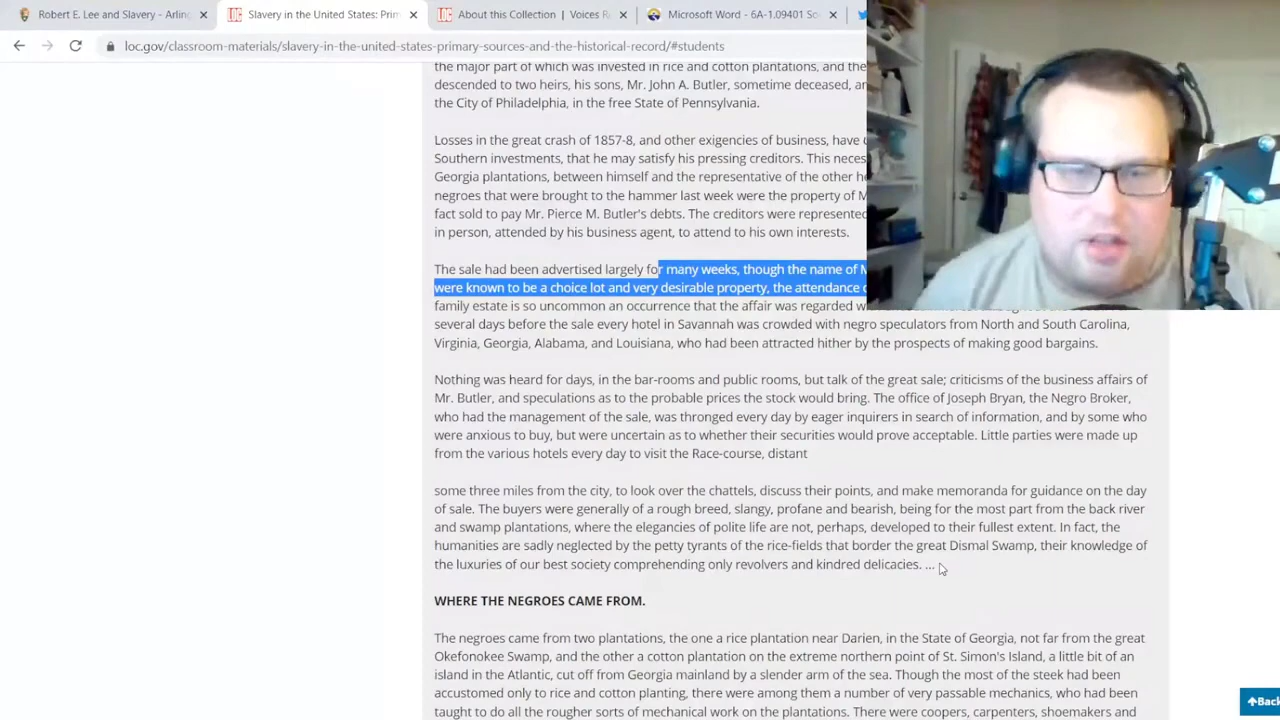 Robert E. Lee and Slavery - Arling
Slavery in the United States: Prim
About this Collection | Voices R
Microsoft Word - 6A-1.09401 So
loc.gov/classroom-materials/slavery-in-the-united-states-primary-sources-and-the-historical-record/#students
the major part of which was invested in rice and cotton plantations, and the
descended to two heirs, his sons, Mr. John A. Butler, sometime deceased, an
the City of Philadelphia, in the free State of Pennsylvania.
Losses in the great crash of 1857-8, and other exigencies of business, have
Southern investments, that he may satisfy his pressing creditors. This neces
Georgia plantations, between himself and the representative of the other he
negroes that were brought to the hammer last week were the property of M
fact sold to pay Mr. Pierce M. Butler's debts. The creditors were represented
in person, attended by his business agent, to attend to his own interests.
The sale had been advertised largely for many weeks, though the name of M
were known to be a choice lot and very desirable property, the attendance
family estate is so uncommon an occurrence that the affair was regarded
several days before the sale every hotel in Savannah was crowded with negro speculators from North and South Carolina,
Virginia, Georgia, Alabama, and Louisiana, who had been attracted hither by the prospects of making good bargains.
Nothing was heard for days, in the bar-rooms and public rooms, but talk of the great sale; criticisms of the business affairs of
Mr. Butler, and speculations as to the probable prices the stock would bring. The office of Joseph Bryan, the Negro Broker,
who had the management of the sale, was thronged every day by eager inquirers in search of information, and by some who
were anxious to buy, but were uncertain as to whether their securities would prove acceptable. Little parties were made up
from the various hotels every day to visit the Race-course, distant
some three miles from the city, to look over the chattels, discuss their points, and make memoranda for guidance on the day
of sale. The buyers were generally of a rough breed, slangy, profane and bearish, being for the most part from the back river
and swamp plantations, where the elegancies of polite life are not, perhaps, developed to their fullest extent. In fact, the
humanities are sadly neglected by the petty tyrants of the rice-fields that border the great Dismal Swamp, their knowledge of
the luxuries of our best society comprehending only revolvers and kindred delicacies. ...
WHERE THE NEGROES CAME FROM.
The negroes came from two plantations, the one a rice plantation near Darien, in the State of Georgia, not far from the great
Okefonokee Swamp, and the other a cotton plantation on the extreme northern point of St. Simon's Island, a little bit of an
island in the Atlantic, cut off from Georgia mainland by a slender arm of the sea. Though the most of the steek had been
accustomed only to rice and cotton planting, there were among them a number of very passable mechanics, who had been
taught to do all the rougher sorts of mechanical work on the plantations. There were coopers, carpenters, shoemakers and
Back